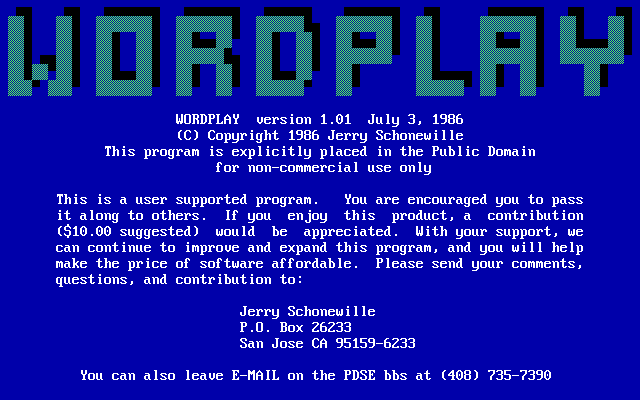 WORDPLAY
WORDPLAY version 1.01 July 3, 1986
(C) Copyright 1986 Jerry Schonewille
This program is explicitly placed in the Public Domain
for non-commercial use only
This is a user supported program. You are encouraged you to pass
it along to others. If you enjoy this product, a contribution
($10.00 suggested) would be appreciated. With your support, we
can continue to improve and expand this program, and you will help
make the price of software affordable. Please send your comments,
questions, and contribution to:
Jerry Schonewille
P.O. Box 26233
San Jose CA 95159-6233
You can also leave E-MAIL on the PDSE bbs at (408) 735-7390